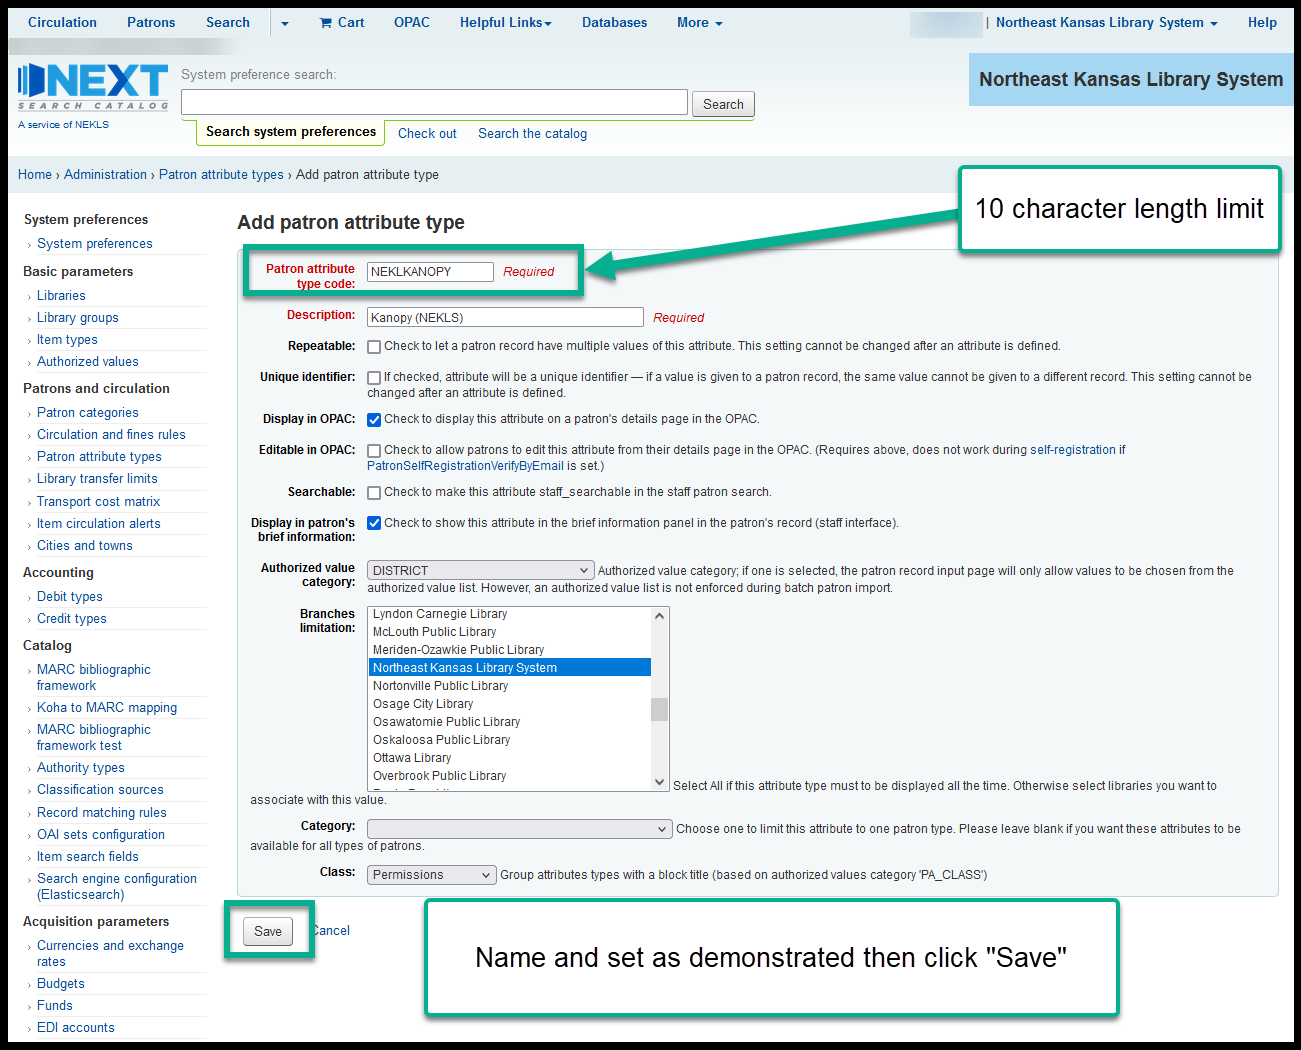 Circulation Patrons Search Cart OPAC Helpful Links Databases More | Northeast Kansas Library System Help
NEXT
SEARCH CATALOG
A service of NEKLS
System preference search:
Search
Northeast Kansas Library System
Search system preferences Check out Search the catalog
Home › Administration › Patron attribute types › Add patron attribute type
10 character length limit
System preferences
› System preferences
Basic parameters
› Libraries
› Library groups
› Item types
› Authorized values
Patrons and circulation
› Patron categories
› Circulation and fines rules
› Patron attribute types
› Library transfer limits
› Transport cost matrix
› Item circulation alerts
› Cities and towns
Accounting
› Debit types
› Credit types
Catalog
› MARC bibliographic
framework
› Koha to MARC mapping
› MARC bibliographic
framework test
› Authority types
› Classification sources
› Record matching rules
› OAI sets configuration
› Item search fields
› Search engine configuration
(Elasticsearch)
Acquisition parameters
› Currencies and exchange
rates
› Budgets
› Funds
› EDI accounts
Add patron attribute type
Patron attribute
type code: NEKLKANOPY Required
Description: Kanopy (NEKLS) Required
Repeatable: Check to let a patron record have multiple values of this attribute. This setting cannot be changed after an attribute is defined.
Unique identifier: If checked, attribute will be a unique identifier — if a value is given to a patron record, the same value cannot be given to a different record. This setting cannot be
changed after an attribute is defined.
Display in OPAC: Check to display this attribute on a patron's details page in the OPAC.
Editable in OPAC: Check to allow patrons to edit this attribute from their details page in the OPAC. (Requires above, does not work during self-registration if
PatronSelfRegistrationVerifyByEmail is set.)
Searchable: Check to make this attribute staff_searchable in the staff patron search.
Display in patron's
brief information: Check to show this attribute in the brief information panel in the patron's record (staff interface).
Authorized value
category: DISTRICT Authorized value category; if one is selected, the patron record input page will only allow values to be chosen from the
authorized value list. However, an authorized value list is not enforced during batch patron import.
Branches
limitation:
Lyndon Carnegie Library
McLouth Public Library
Meriden-Ozawkie Public Library
Northeast Kansas Library System
Nortonville Public Library
Osage City Library
Osawatomie Public Library
Oskaloosa Public Library
Ottawa Library
Overbrook Public Library
Select All if this attribute type must to be displayed all the time. Otherwise select libraries you want to
associate with this value.
Category: Choose one to limit this attribute to one patron type. Please leave blank if you want these attributes to be
available for all types of patrons.
Class: Permissions Group attributes types with a block title (based on authorized values category 'PA_CLASS')
Save Cancel
Name and set as demonstrated then click "Save"